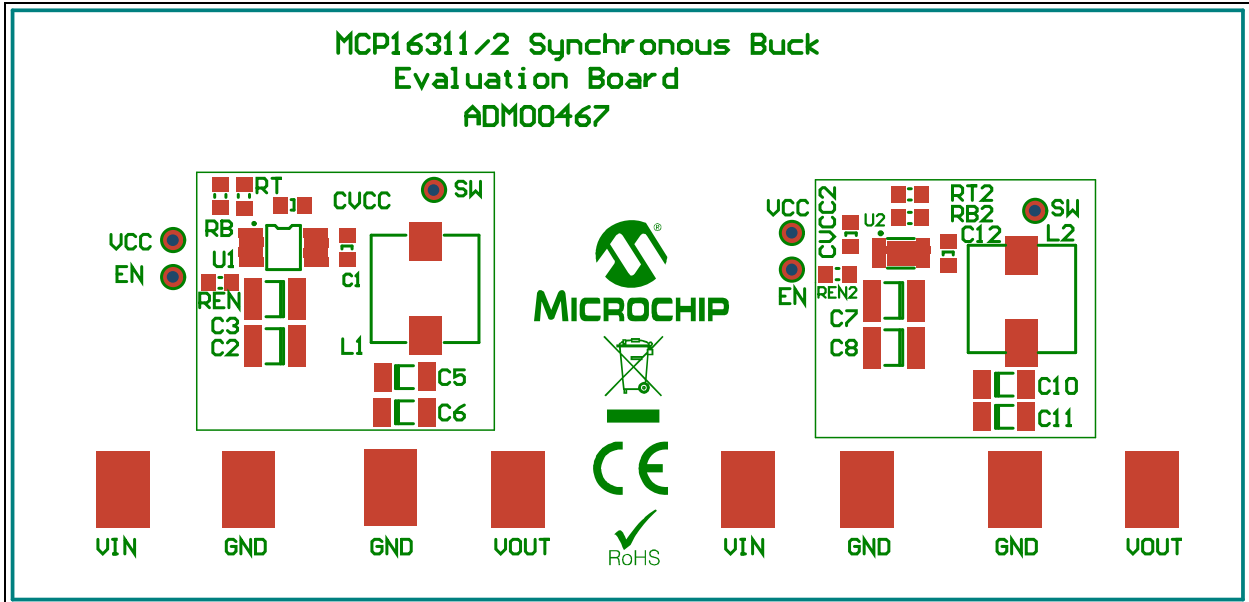 MCP16311/2 Synchronous Buck
Evaluation Board
ADM00467
RT
CVCC
SW
RB
VCC
U1
EN
C1
REN
C3
C2
L1
C5
C6
MICROCHIP
®
CE
RoHS
VCC
CVCC2
U2
RT2
RB2
SW
C12
L2
EN
REN2
C7
C8
C10
C11
VIN
GND
GND
VOUT
VIN
GND
GND
VOUT